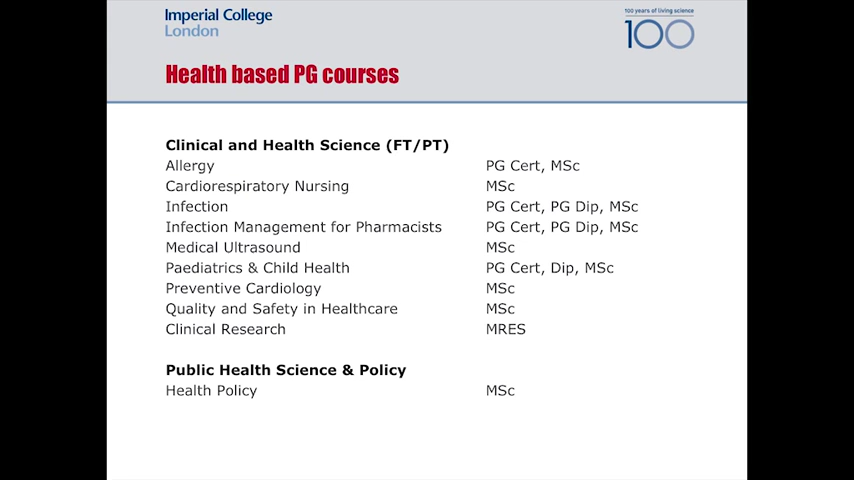 Imperial College
London
100 years of living science
100
Health based PG courses
Clinical and Health Science (FT/PT)
Allergy PG Cert, MSc
Cardiorespiratory Nursing MSc
Infection PG Cert, PG Dip, MSc
Infection Management for Pharmacists PG Cert, PG Dip, MSc
Medical Ultrasound MSc
Paediatrics & Child Health PG Cert, Dip, MSc
Preventive Cardiology MSc
Quality and Safety in Healthcare MSc
Clinical Research MRES
Public Health Science & Policy
Health Policy MSc